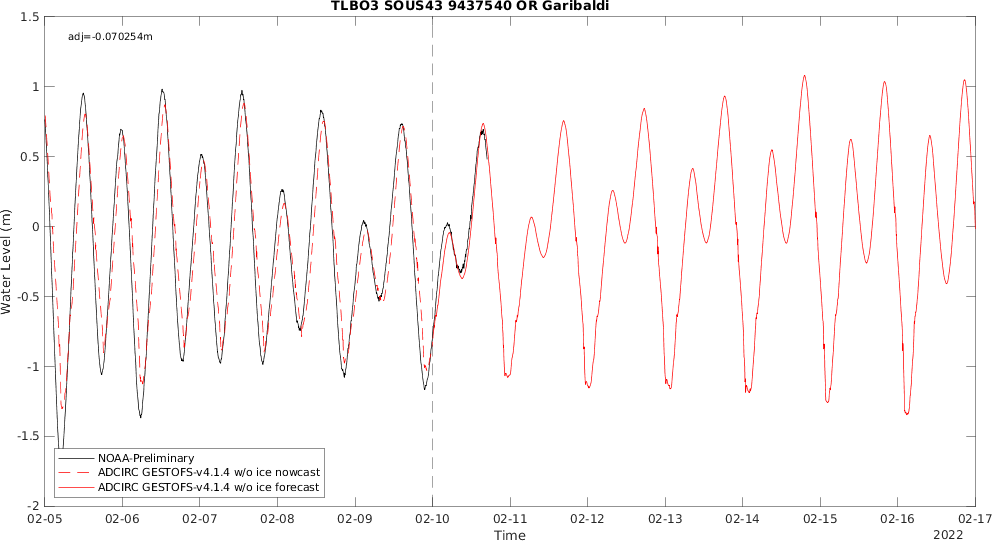 TLBO3 SOUS43 9437540 OR Garibaldi
adj=-0.070254m
1.5
1
0.5
0
-0.5
-1
-1.5
-2
Water Level (m)
NOAA-Preliminary
ADCIRC GESTOFS-v4.1.4 w/o ice nowcast
ADCIRC GESTOFS-v4.1.4 w/o ice forecast
02-05 02-06 02-07 02-08 02-09 02-10 02-11 02-12 02-13 02-14 02-15 02-16 02-17
Time
2022